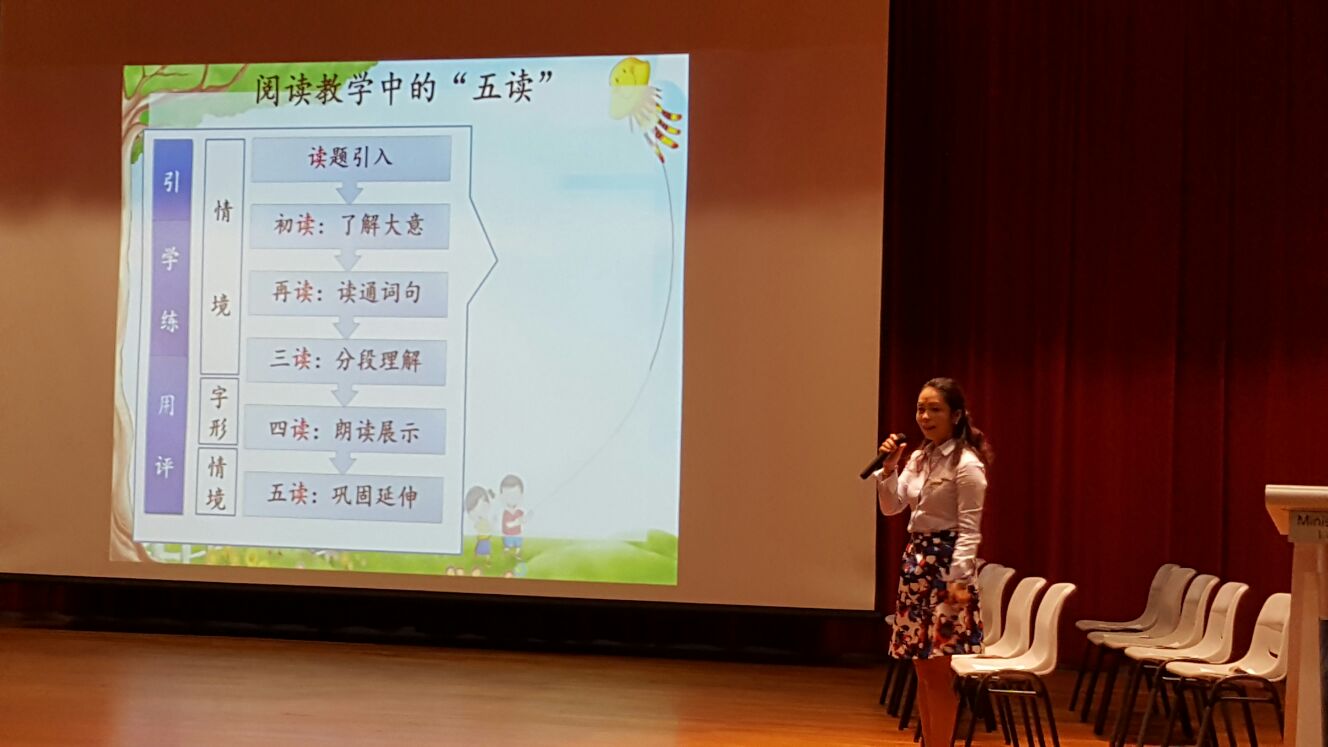 阅读教学中的“五读”
引
学
练
用
评
情
境
字
形
情
境
读题引入
初读：了解大意
再读：读通词句
三读：分段理解
四读：朗读展示
五读：巩固延伸